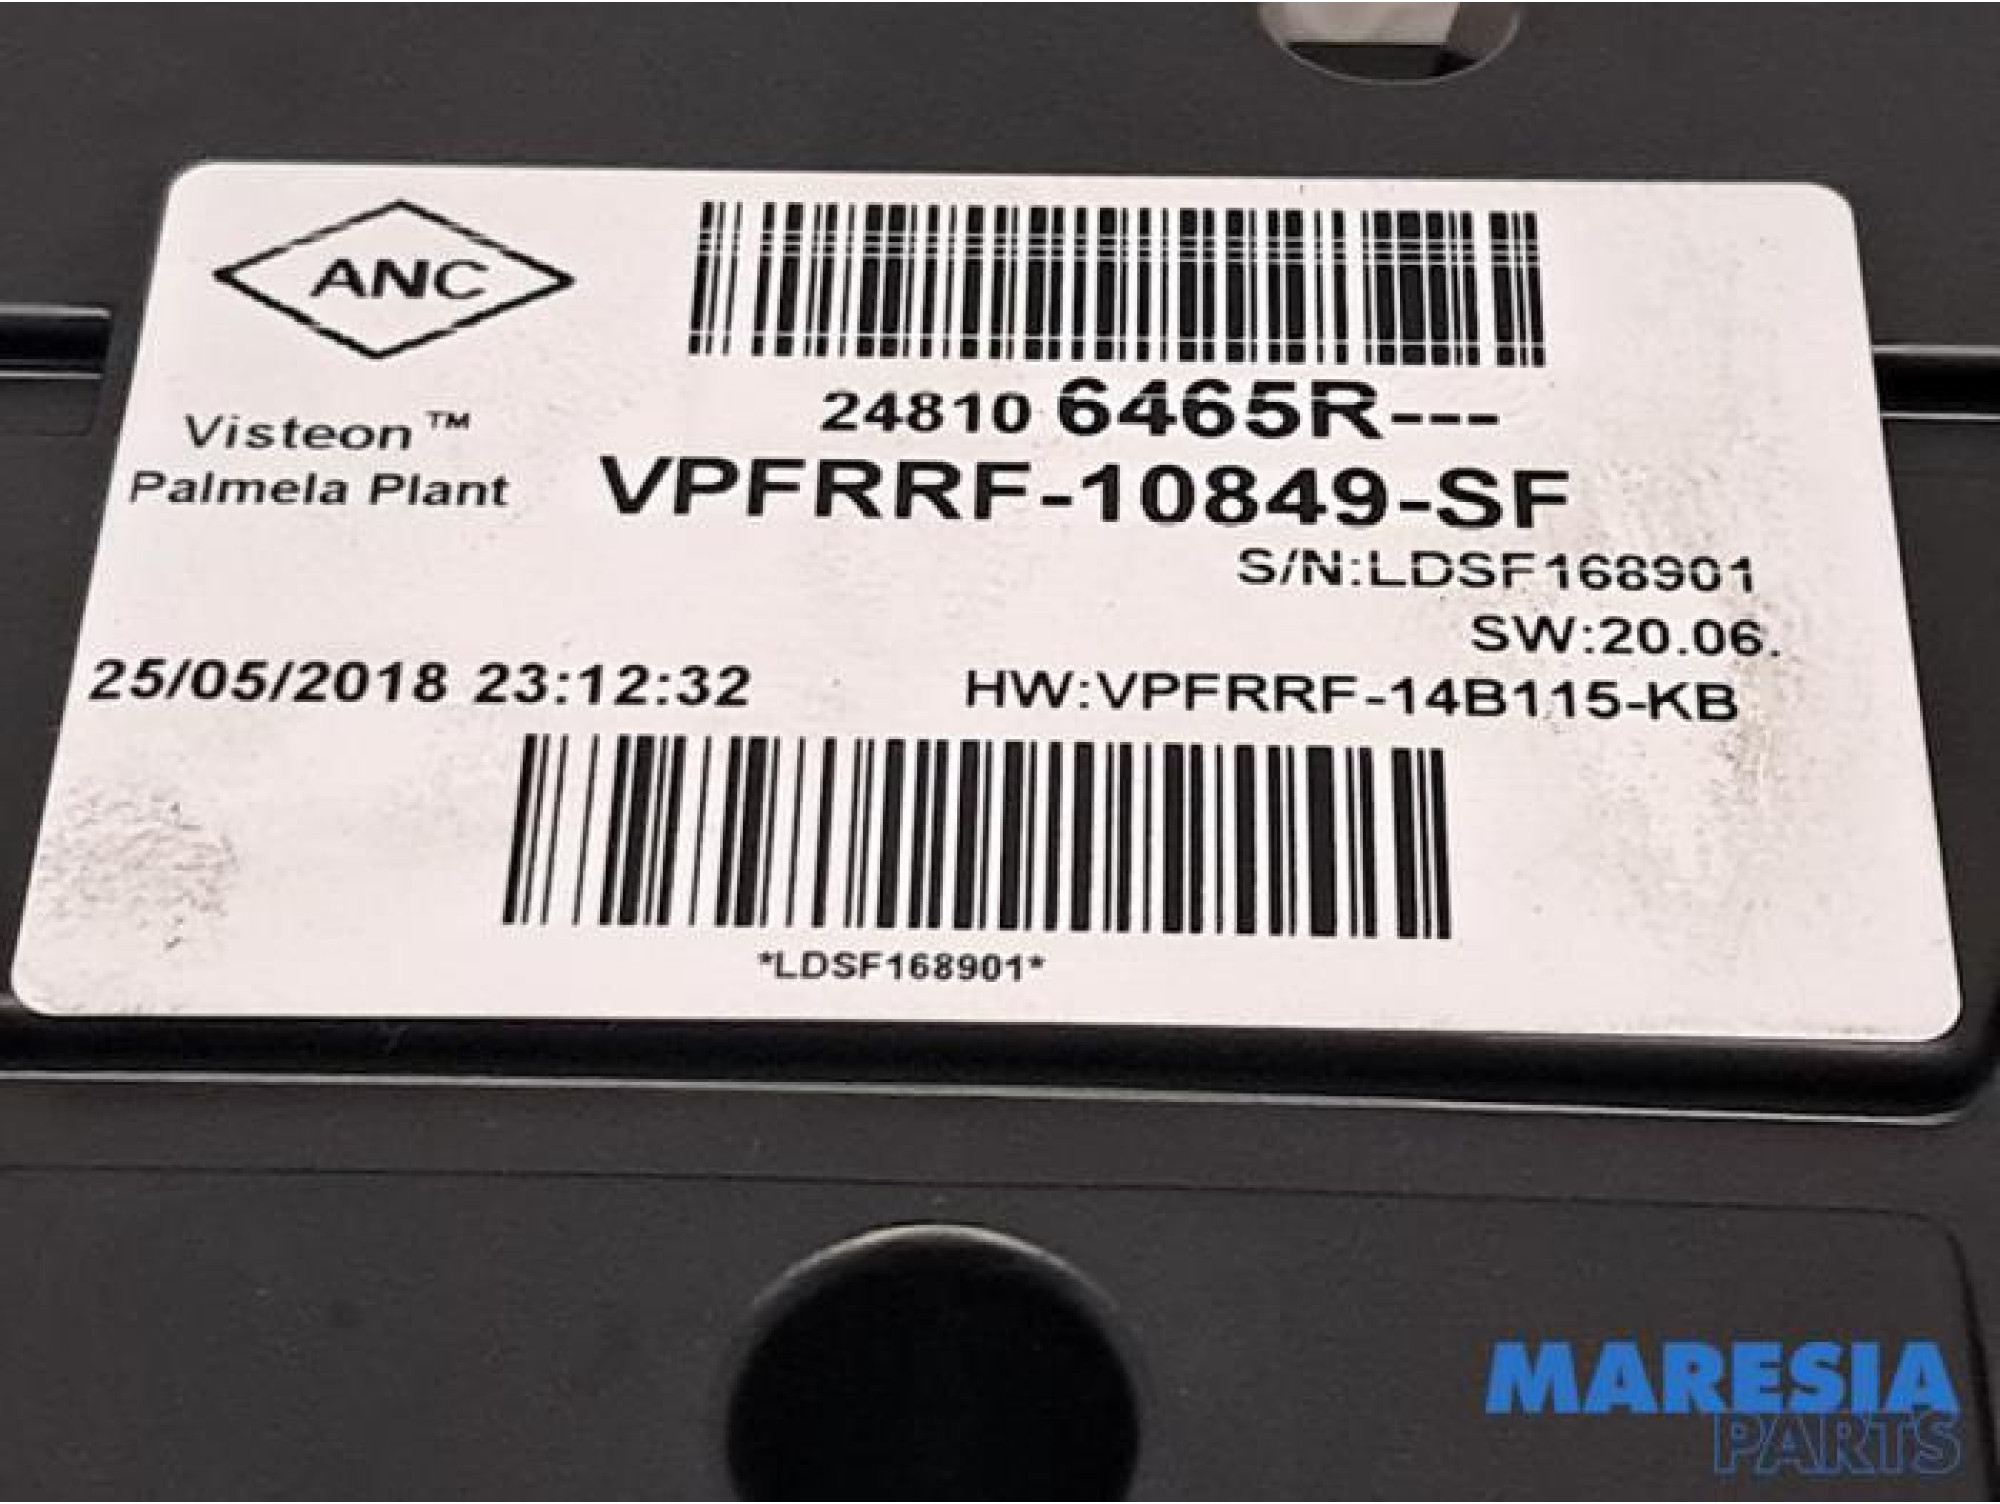 ANC
Visteon™
Palmela Plant
24810 6465R---
VPFRRF-10849-SF
S/N:LDSF168901
SW:20.06.
25/05/2018 23:12:32
HW:VPFRRF-14B115-KB
*LDSF168901*
MARESIA
PARTS